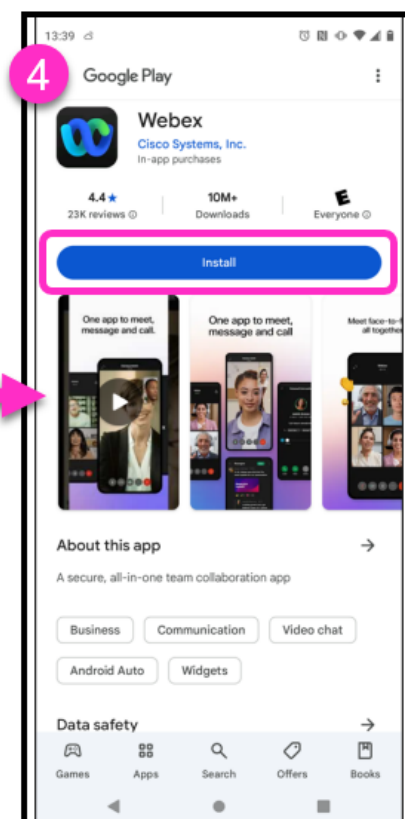 13:39
4
Google Play
Webex
Cisco Systems, Inc.
In-app purchases
4.4★ 10M+ E
23K reviews Downloads Everyone
Install
One app to meet, message and call.
One app to meet, message and call
Meet face-to-f
all together
About this app →
A secure, all-in-one team collaboration app
Business Communication Video chat
Android Auto Widgets
Data safety →
Games Apps Search Offers Books